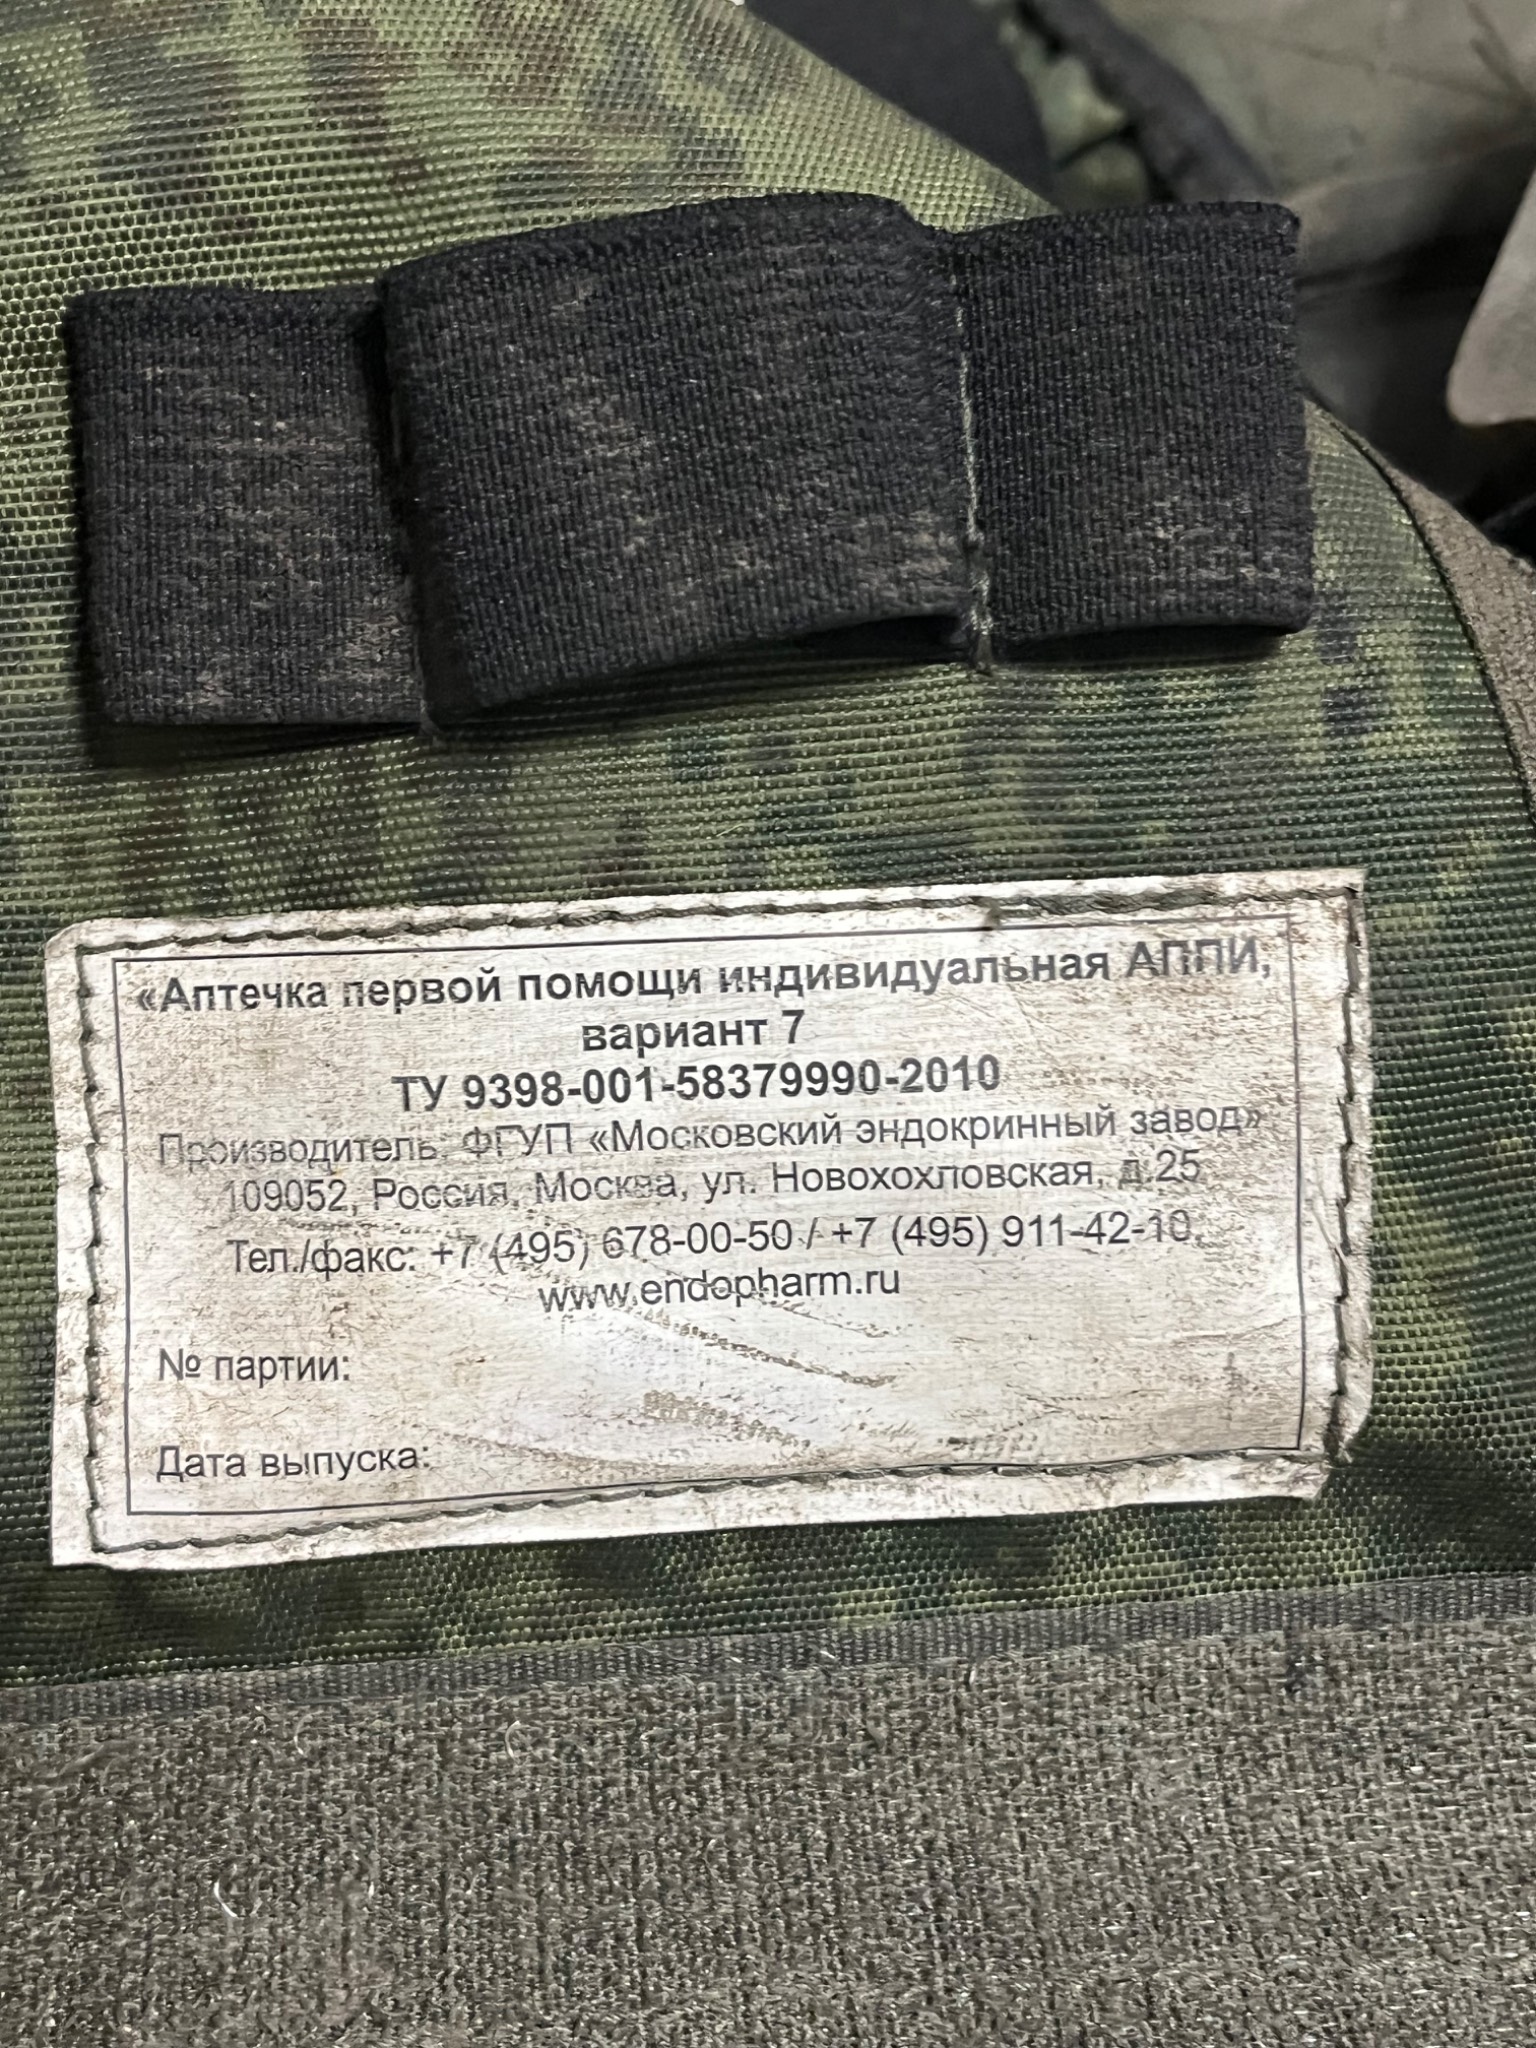 «Аптечка первой помощи индивидуальная АППИ,
вариант 7
ТУ 9398-001-58379990-2010
Производитель: ФГУП «Московский эндокринный завод»
109052, Россия, Москва, ул. Новохохловская, д.25
Тел./факс: +7 (495) 678-00-50 / +7 (495) 911-42-10,
www.endopharm.ru
№ партии:
Дата выпуска: